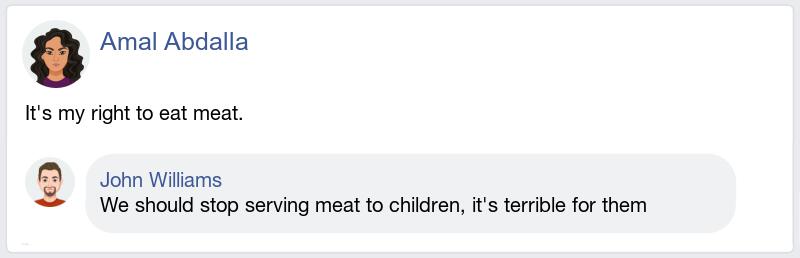 Amal Abdalla
It's my right to eat meat.
John Williams
We should stop serving meat to children, it's terrible for them